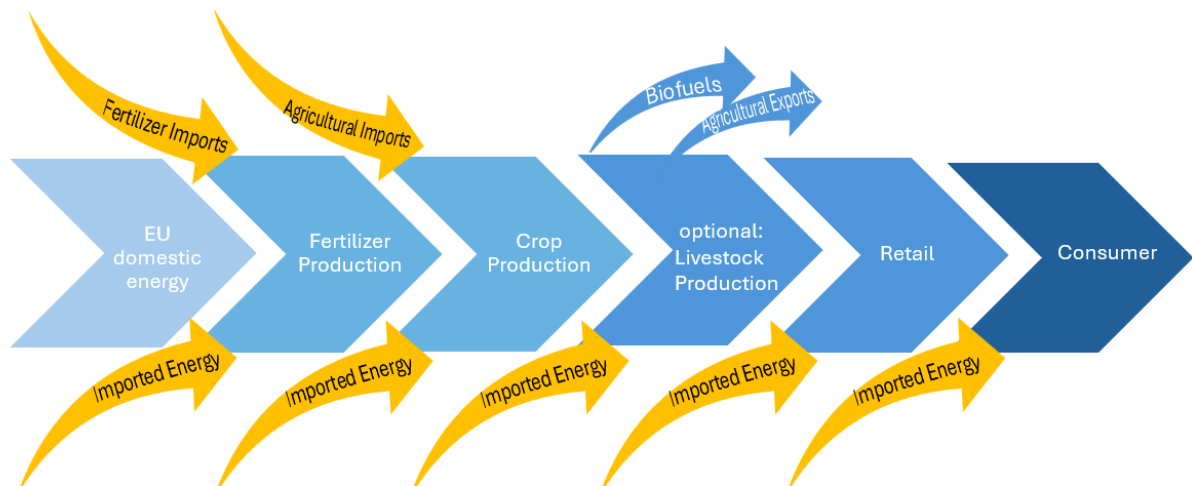 Fertilizer Imports
Agricultural Imports
Biofuels
Agricultural Exports
EU
domestic
energy
Fertilizer
Production
Crop
Production
optional:
Livestock
Production
Retail
Consumer
Imported Energy
Imported Energy
Imported Energy
Imported Energy
Imported Energy